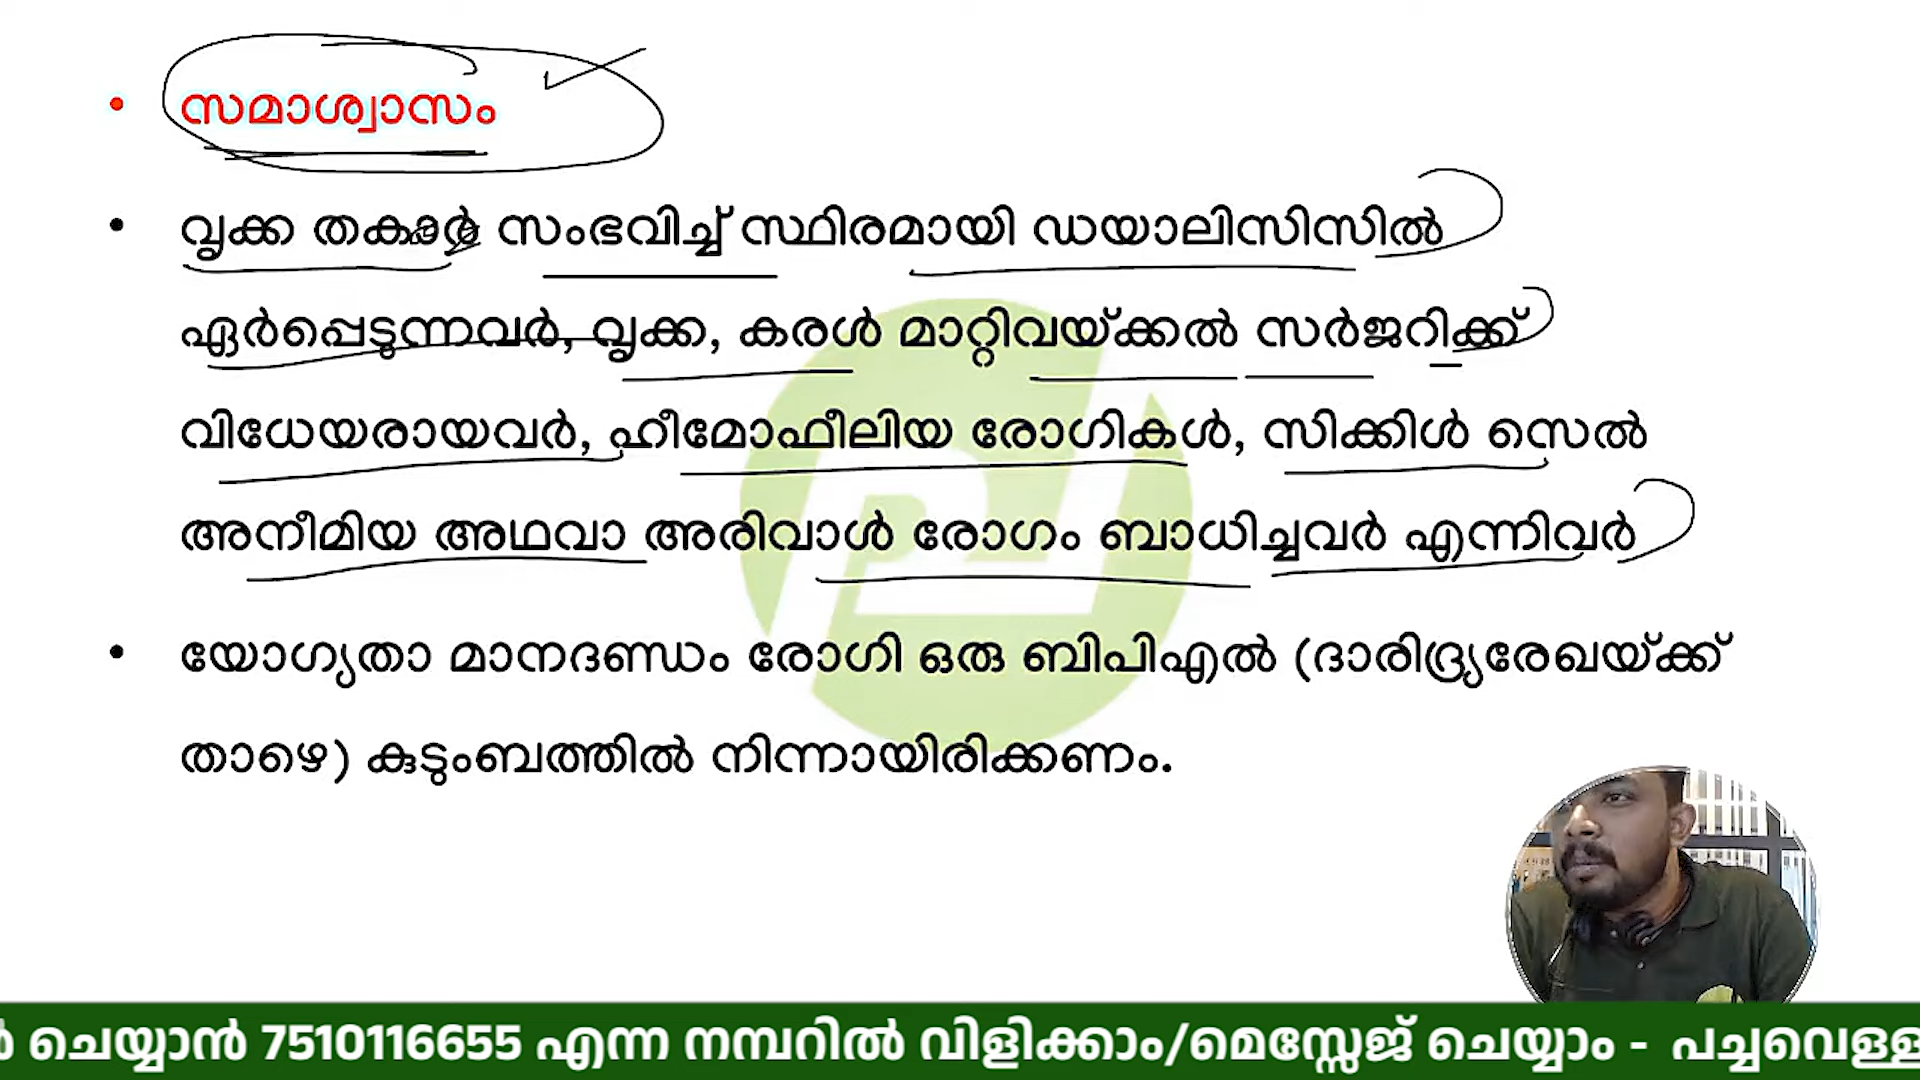 സമാശ്വാസം
വൃക്ക തകാർ സംഭവിച്ച് സ്ഥിരമായി ഡയാലിസിസിൽ
ഏർപ്പെടുന്നവർ, വൃക്ക, കരൾ മാറ്റിവയ്ക്കൽ സർജറിക്ക്
വിധേയരായവർ, ഹീമോഫീലിയ രോഗികൾ, സിക്കിൾ സെൽ
അനീമിയ അഥവാ അരിവാൾ രോഗം ബാധിച്ചവർ എന്നിവർ
യോഗ്യതാ മാനദണ്ഡം രോഗി ഒരു ബിപിഎൽ (ദാരിദ്ര്യരേഖയ്ക്ക്
താഴെ) കുടുംബത്തിൽ നിന്നായിരിക്കണം.
ചെയ്യാൻ 7510116655 എന്ന നമ്പറിൽ വിളിക്കാം/മെസ്സേജ് ചെയ്യാം - പച്ചവെള്ള